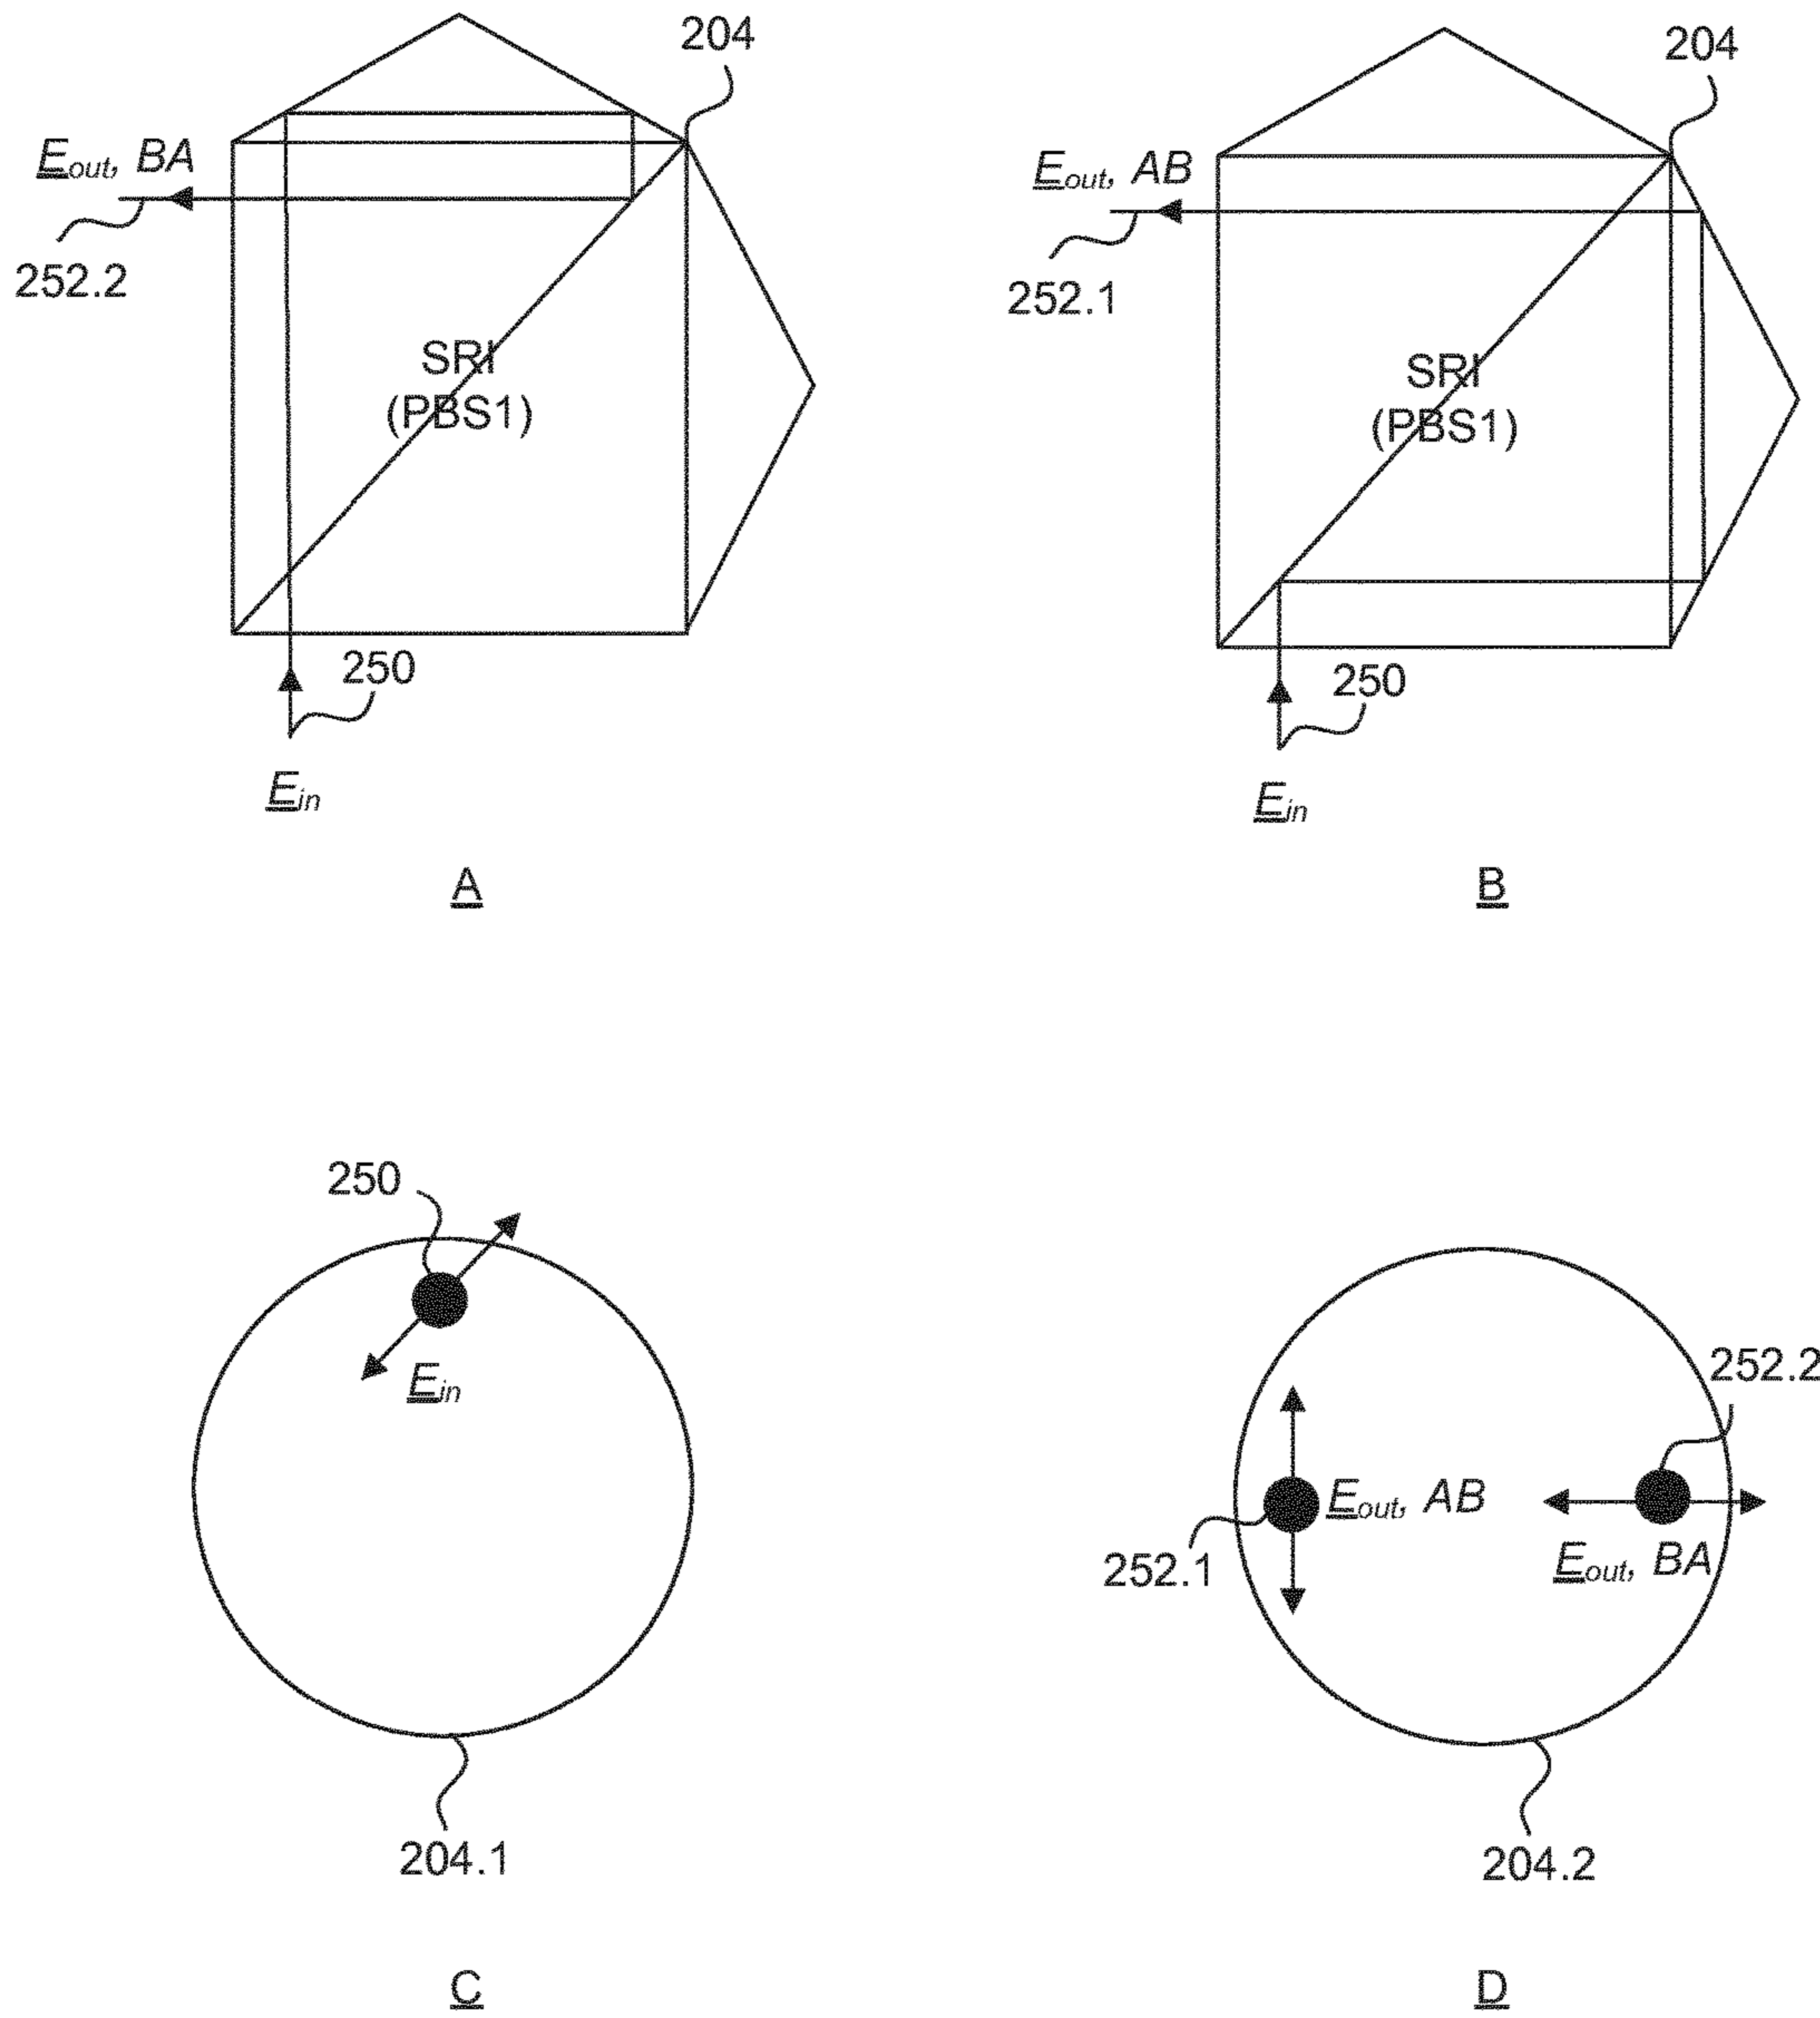 204
204
Eout, BA
Eout, AB
252.2
252.1
SRI
(PBS1)
SRI
(PBS1)
250
250
Ein
Ein
A
B
250
Ein
252.2
Eout, AB
252.1
Eout, BA
204.1
204.2
C
D